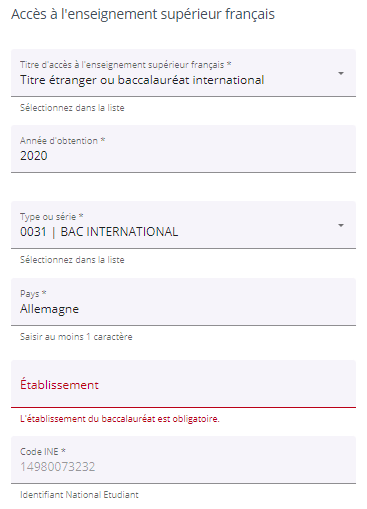 Accès à l'enseignement supérieur français
Titre d'accès à l'enseignement supérieur français *
Titre étranger ou baccalauréat international
Sélectionnez dans la liste
Année d'obtention *
2020
Type ou série *
0031 | BAC INTERNATIONAL
Sélectionnez dans la liste
Pays *
Allemagne
Saisir au moins 1 caractère
Établissement
L'établissement du baccalauréat est obligatoire.
Code INE *
14980073232
Identifiant National Etudiant